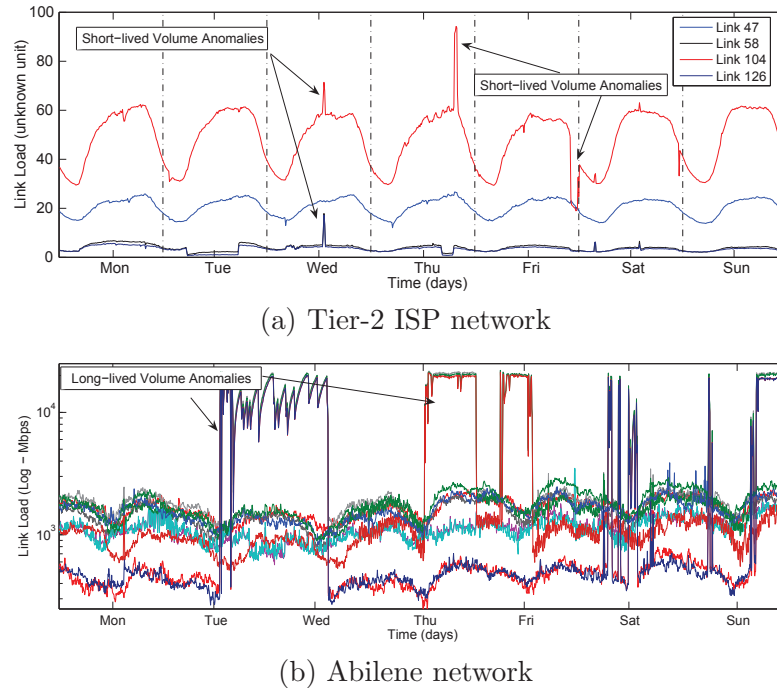 Short−lived Volume Anomalies
Short−lived Volume Anomalies
Link 47
Link 58
Link 104
Link 126
100
80
60
40
20
0
Link Load (unknown unit)
Mon Tue Wed Thu Fri Sat Sun
Time (days)
(a) Tier-2 ISP network
Long−lived Volume Anomalies
10^4
10^3
Link Load (Log − Mbps)
Mon Tue Wed Thu Fri Sat Sun
Time (days)
(b) Abilene network